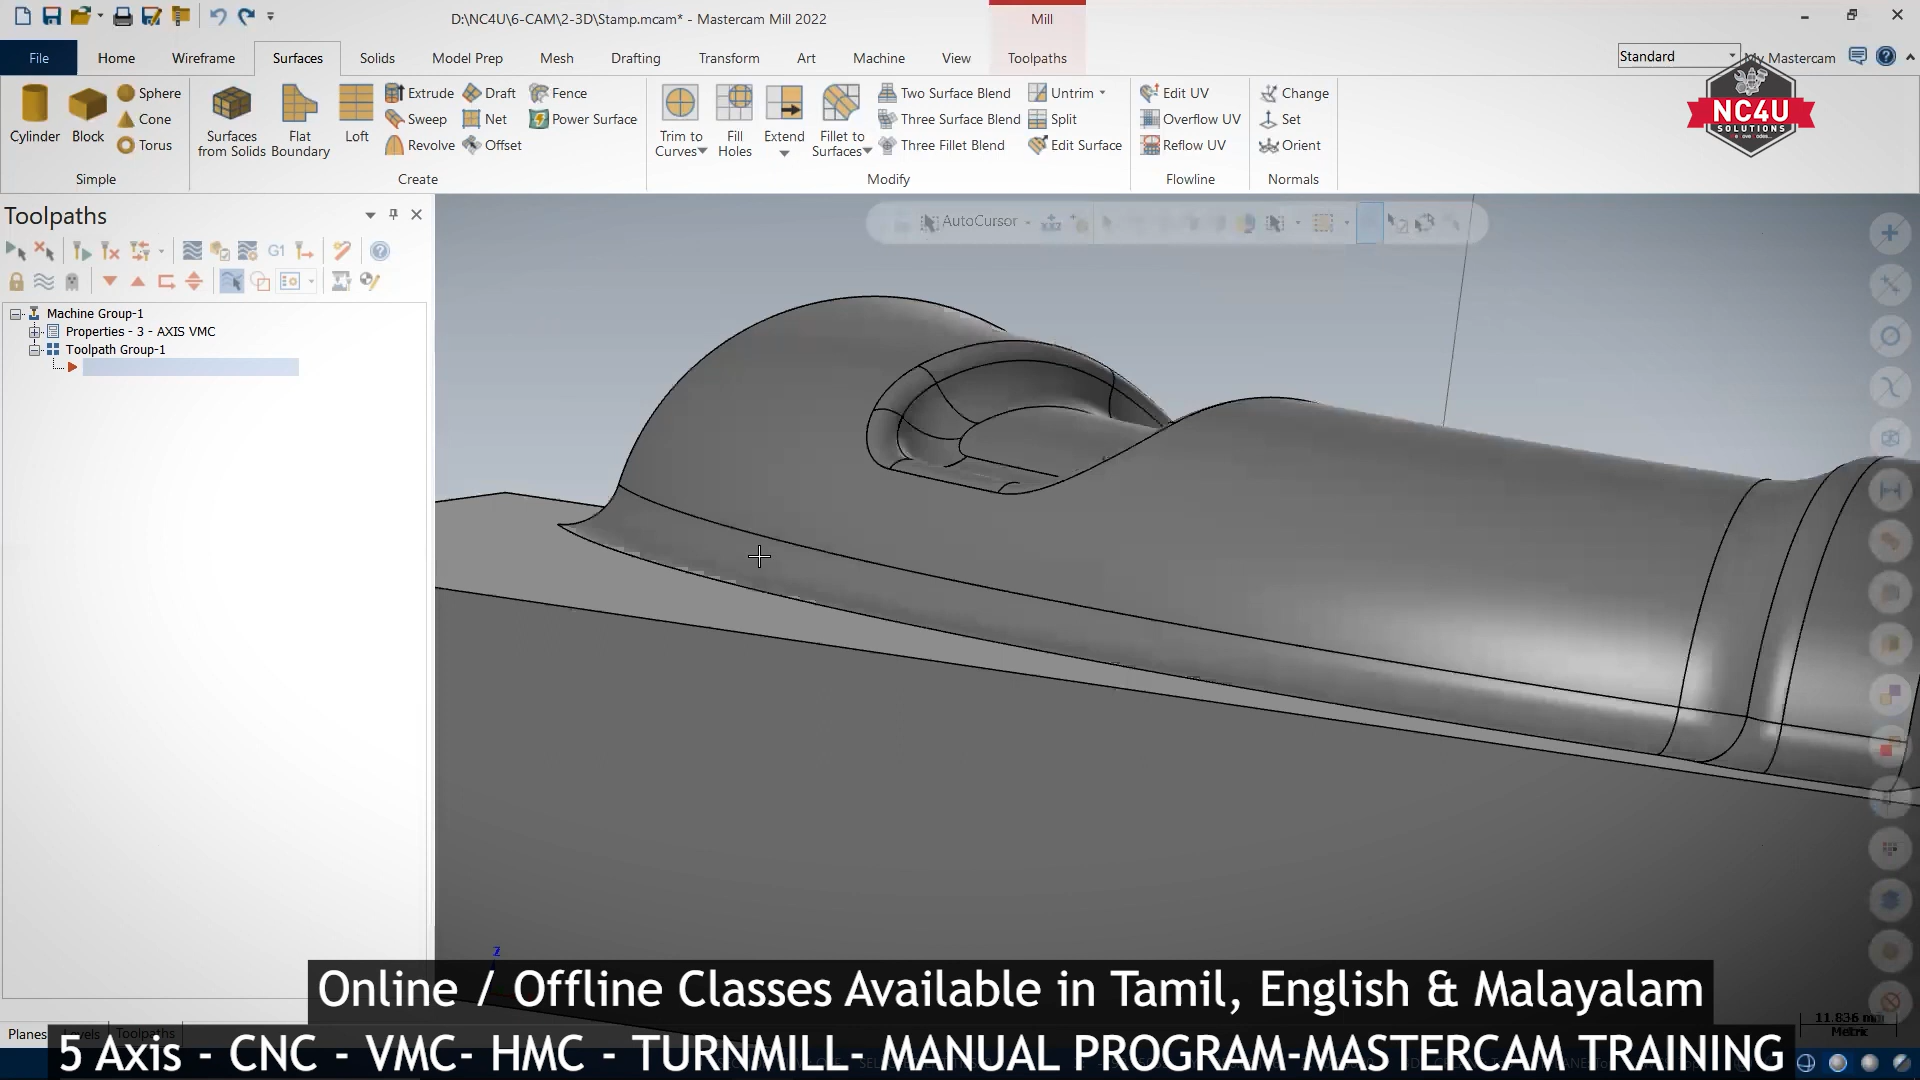 D:\NC4U\6-CAM\2-3D\Stamp.mcam* - Mastercam Mill 2022
Mill
File Home Wireframe Surfaces Solids Model Prep Mesh Drafting Transform Art Machine View Toolpaths
Standard
My Mastercam
Cylinder
Block
Sphere
Cone
Torus
Simple
Surfaces from Solids
Flat Boundary
Loft
Extrude
Sweep
Revolve
Draft
Net
Offset
Fence
Power Surface
Create
Trim to Curves
Fill Holes
Extend
Fillet to Surfaces
Two Surface Blend
Three Surface Blend
Three Fillet Blend
Untrim
Split
Edit Surface
Modify
Edit UV
Overflow UV
Reflow UV
Flowline
Change
Set
Orient
Normals
NC4U
SOLUTIONS
Toolpaths
G1
AutoCursor
Machine Group-1
Properties - 3 - AXIS VMC
Toolpath Group-1
Z
Online / Offline Classes Available in Tamil, English & Malayalam
Planes Levels Toolpaths
Metric
5 Axis - CNC - VMC- HMC - TURNMILL- MANUAL PROGRAM-MASTERCAM TRAINING